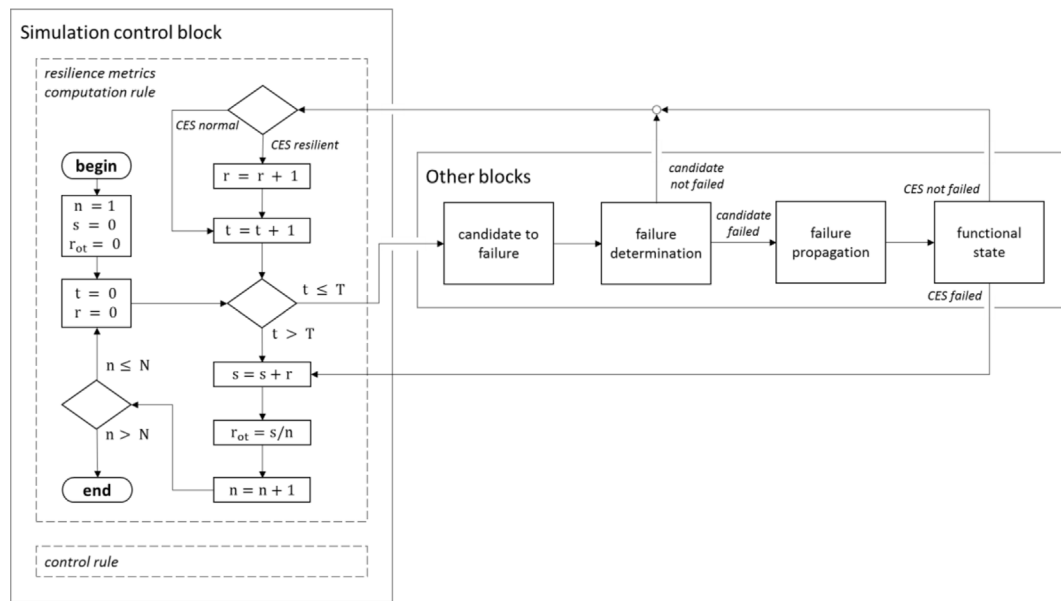 Simulation control block
resilience metrics
computation rule
CES normal
CES resilient
begin
r = r + 1
n = 1
s = 0
r_ot = 0
t = t + 1
t = 0
r = 0
t ≤ T
t > T
n ≤ N
s = s + r
n > N
r_ot = s/n
end
n = n + 1
control rule
Other blocks
candidate
not failed
CES not failed
candidate to
failure
failure
determination
candidate
failed
failure
propagation
functional
state
CES failed